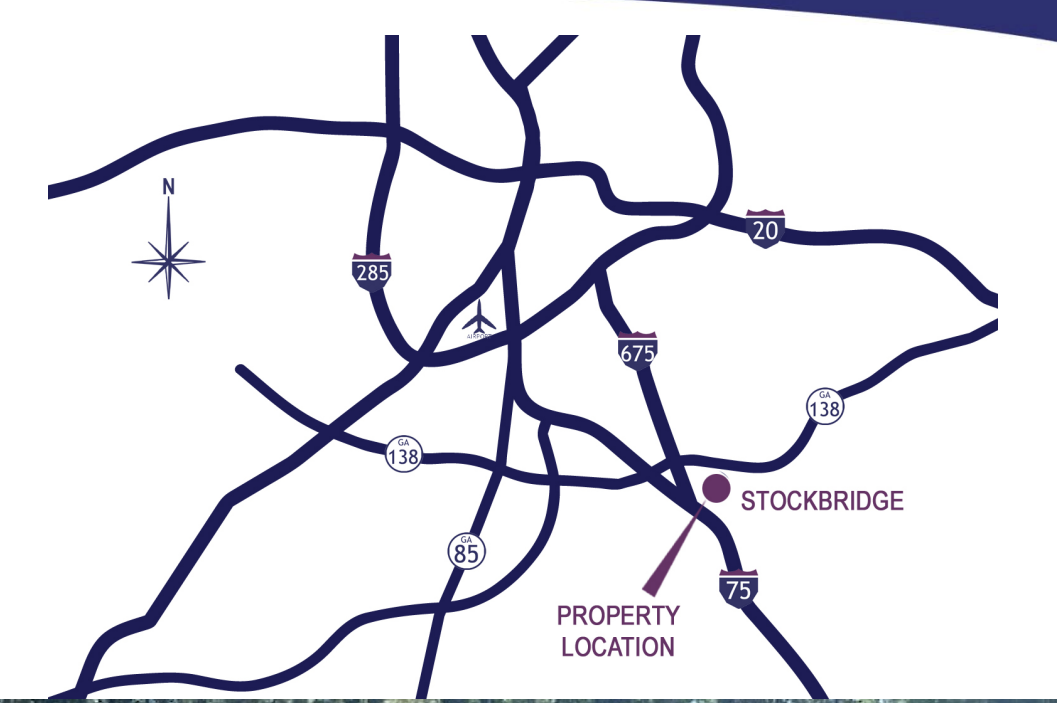 N
20
285
AIRPORT
675
GA
138
GA
138
STOCKBRIDGE
GA
85
75
PROPERTY
LOCATION